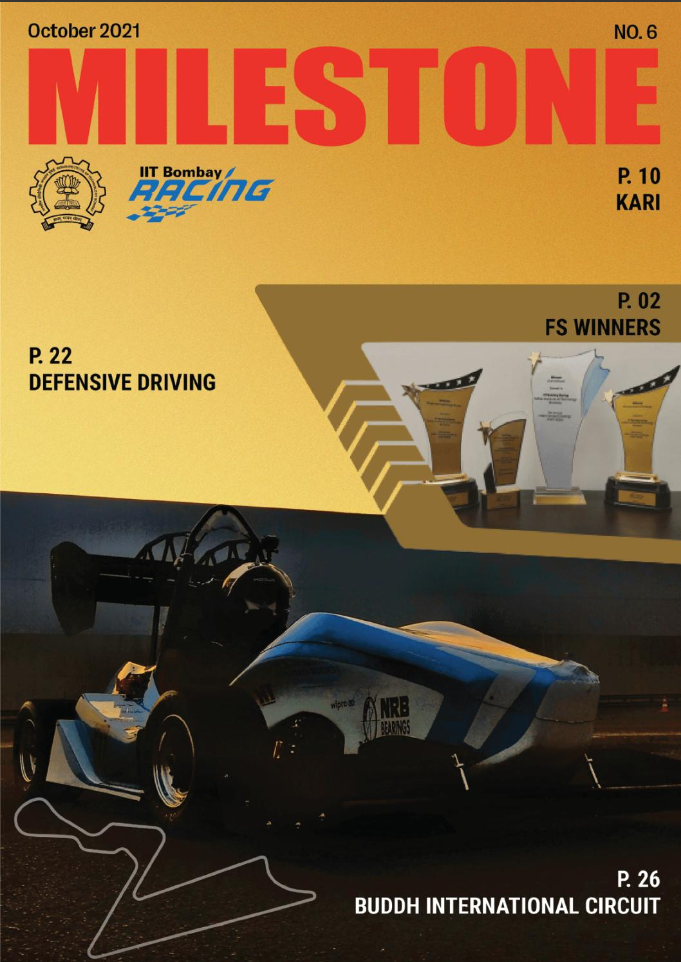 October 2021
NO. 6
MILESTONE
IIT Bombay
RACING
P. 10
KARI
P. 02
FS WINNERS
P. 22
DEFENSIVE DRIVING
wipro
NRB
BEARINGS
P. 26
BUDDH INTERNATIONAL CIRCUIT